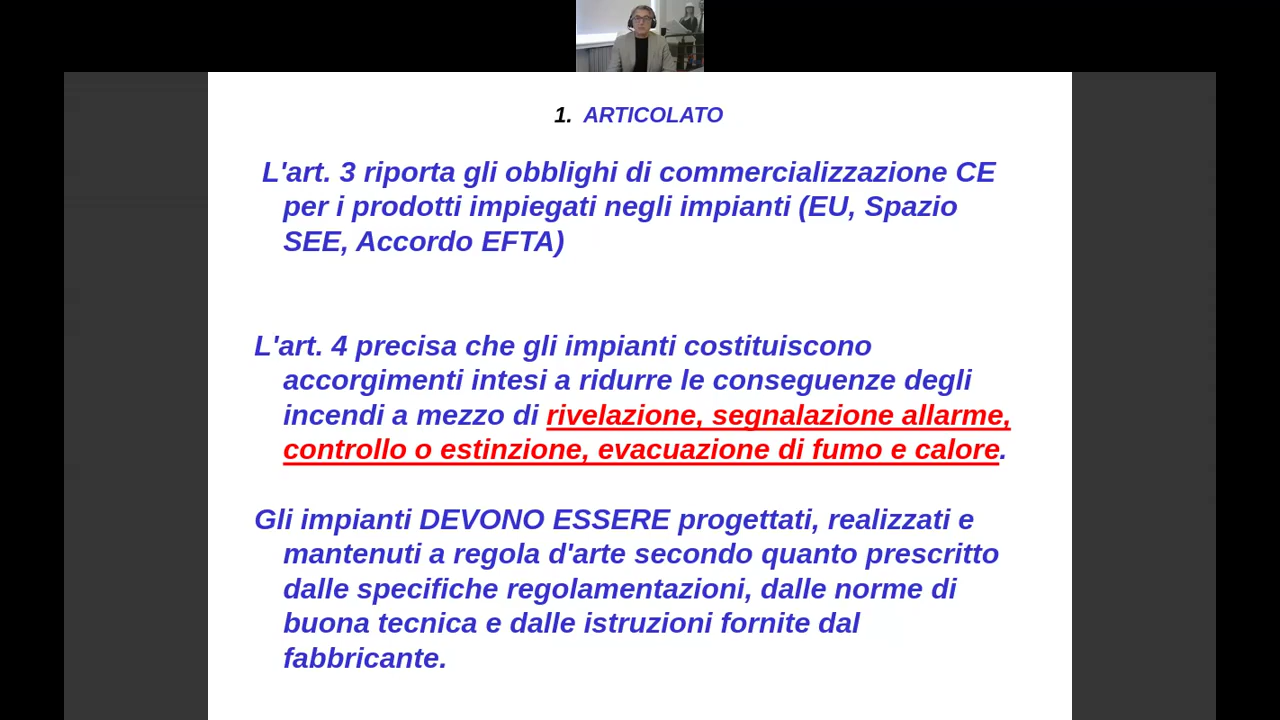 1. ARTICOLATO
L'art. 3 riporta gli obblighi di commercializzazione CE
per i prodotti impiegati negli impianti (EU, Spazio
SEE, Accordo EFTA)
L'art. 4 precisa che gli impianti costituiscono
accorgimenti intesi a ridurre le conseguenze degli
incendi a mezzo di rivelazione, segnalazione allarme,
controllo o estinzione, evacuazione di fumo e calore.
Gli impianti DEVONO ESSERE progettati, realizzati e
mantenuti a regola d'arte secondo quanto prescritto
dalle specifiche regolamentazioni, dalle norme di
buona tecnica e dalle istruzioni fornite dal
fabbricante.